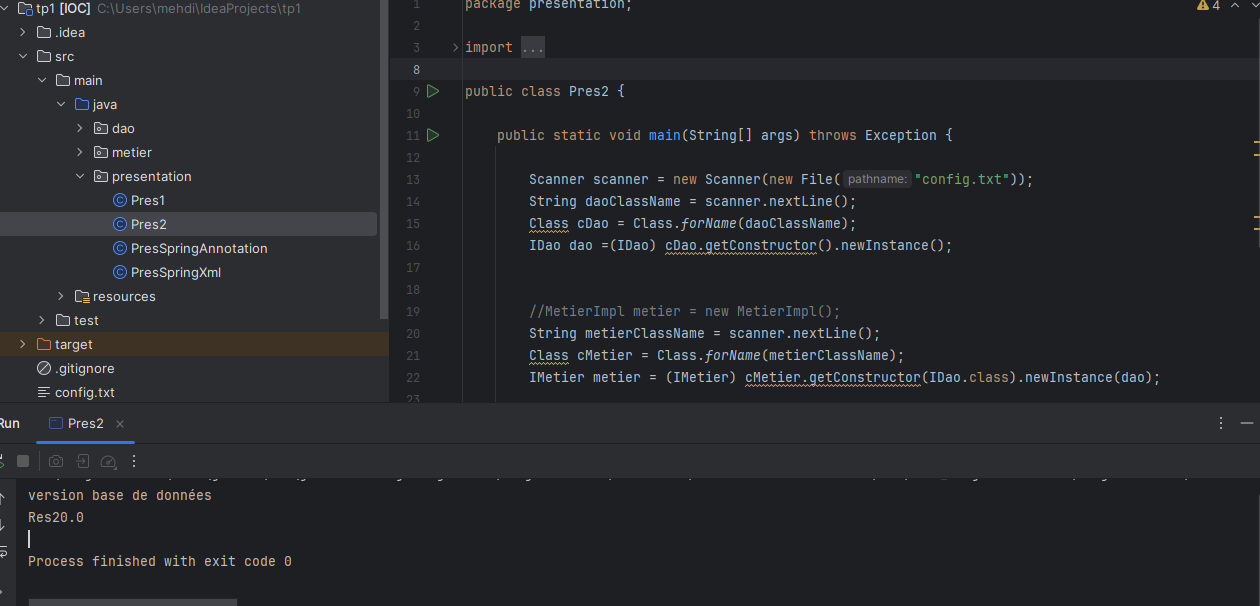 tp1 [IOC] C:\Users\mehdi\IdeaProjects\tp1
.idea
src
main
java
dao
metier
presentation
Pres1
Pres2
PresSpringAnnotation
PresSpringXml
resources
test
target
.gitignore
config.txt
4
1 package presentation;
2
3 import ...
8
9 public class Pres2 {
10
11 public static void main(String[] args) throws Exception {
12
13 Scanner scanner = new Scanner(new File( pathname: "config.txt"));
14 String daoClassName = scanner.nextLine();
15 Class cDao = Class.forName(daoClassName);
16 IDao dao =(IDao) cDao.getConstructor().newInstance();
17
18
19 //MetierImpl metier = new MetierImpl();
20 String metierClassName = scanner.nextLine();
21 Class cMetier = Class.forName(metierClassName);
22 IMetier metier = (IMetier) cMetier.getConstructor(IDao.class).newInstance(dao);
23
Run Pres2
version base de données
Res20.0
Process finished with exit code 0